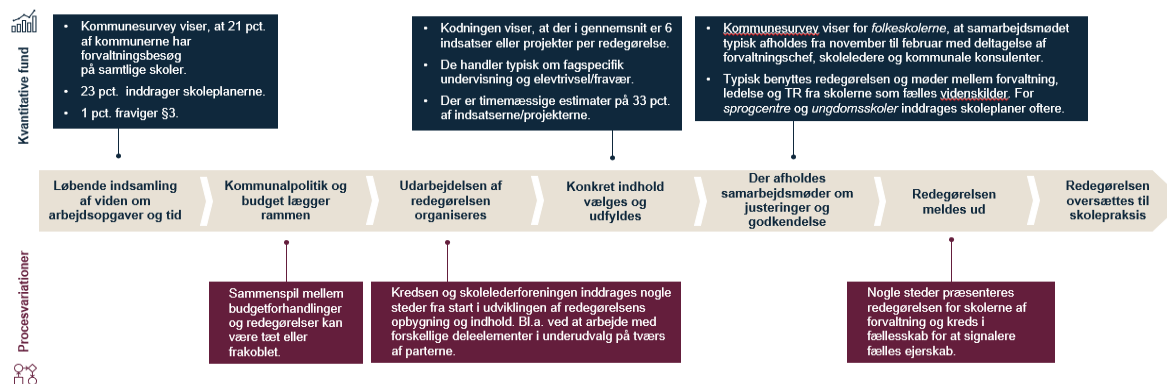 Kvantitative fund
• Kommunesurvey viser, at 21 pct.
af kommunerne har
forvaltningsbesøg
på samtlige skoler.
• 23 pct. inddrager skoleplanerne.
• 1 pct. fraviger §3.
• Kodningen viser, at der i gennemsnit er 6
indsatser eller projekter per redegørelse.
• De handler typisk om fagspecifik
undervisning og elevtrivsel/fravær.
• Der er timemæssige estimater på 33 pct.
af indsatserne/projekterne.
• Kommunesurvey viser for folkeskolerne, at samarbejdsmødet
typisk afholdes fra november til februar med deltagelse af
forvaltningschef, skoleledere og kommunale konsulenter.
• Typisk benyttes redegørelsen og møder mellem forvaltning,
ledelse og TR fra skolerne som fælles videnskilder. For
sprogcentre og ungdomsskoler inddrages skoleplaner oftere.
Løbende indsamling
af viden om
arbejdsopgaver og tid
Kommunalpolitik og
budget lægger
rammen
Udarbejdelsen af
redegørelsen
organiseres
Konkret indhold
vælges og
udfyldes
Der afholdes
samarbejdsmøder om
justeringer og
godkendelse
Redegørelsen
meldes ud
Redegørelsen
oversættes til
skolepraksis
Procesvariationer
Sammenspil mellem
budgetforhandlinger
og redegørelser kan
være tæt eller
frakoblet.
Kredsen og skolelederforeningen inddrages nogle
steder fra start i udviklingen af redegørelsens
opbygning og indhold. Bl.a. ved at arbejde med
forskellige deleelementer i underudvalg på tværs
af parterne.
Nogle steder præsenteres
redegørelsen for skolerne af
forvaltning og kreds i
fællesskab for at signalere
fælles ejerskab.